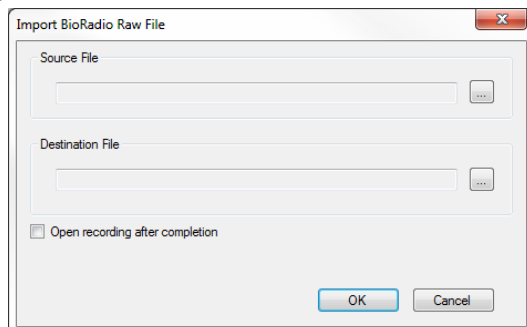 Import BioRadio Raw File
Source File
...
Destination File
...
Open recording after completion
OK Cancel